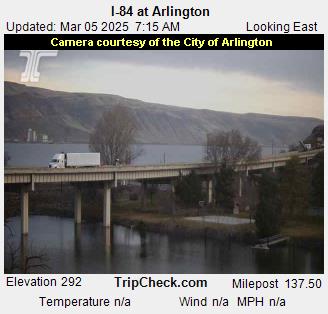 I-84 at Arlington
Updated: Mar 05 2025 7:15 AM Looking East
Camera courtesy of the City of Arlington
Elevation 292 TripCheck.com Milepost 137.50
Temperature n/a Wind n/a MPH n/a